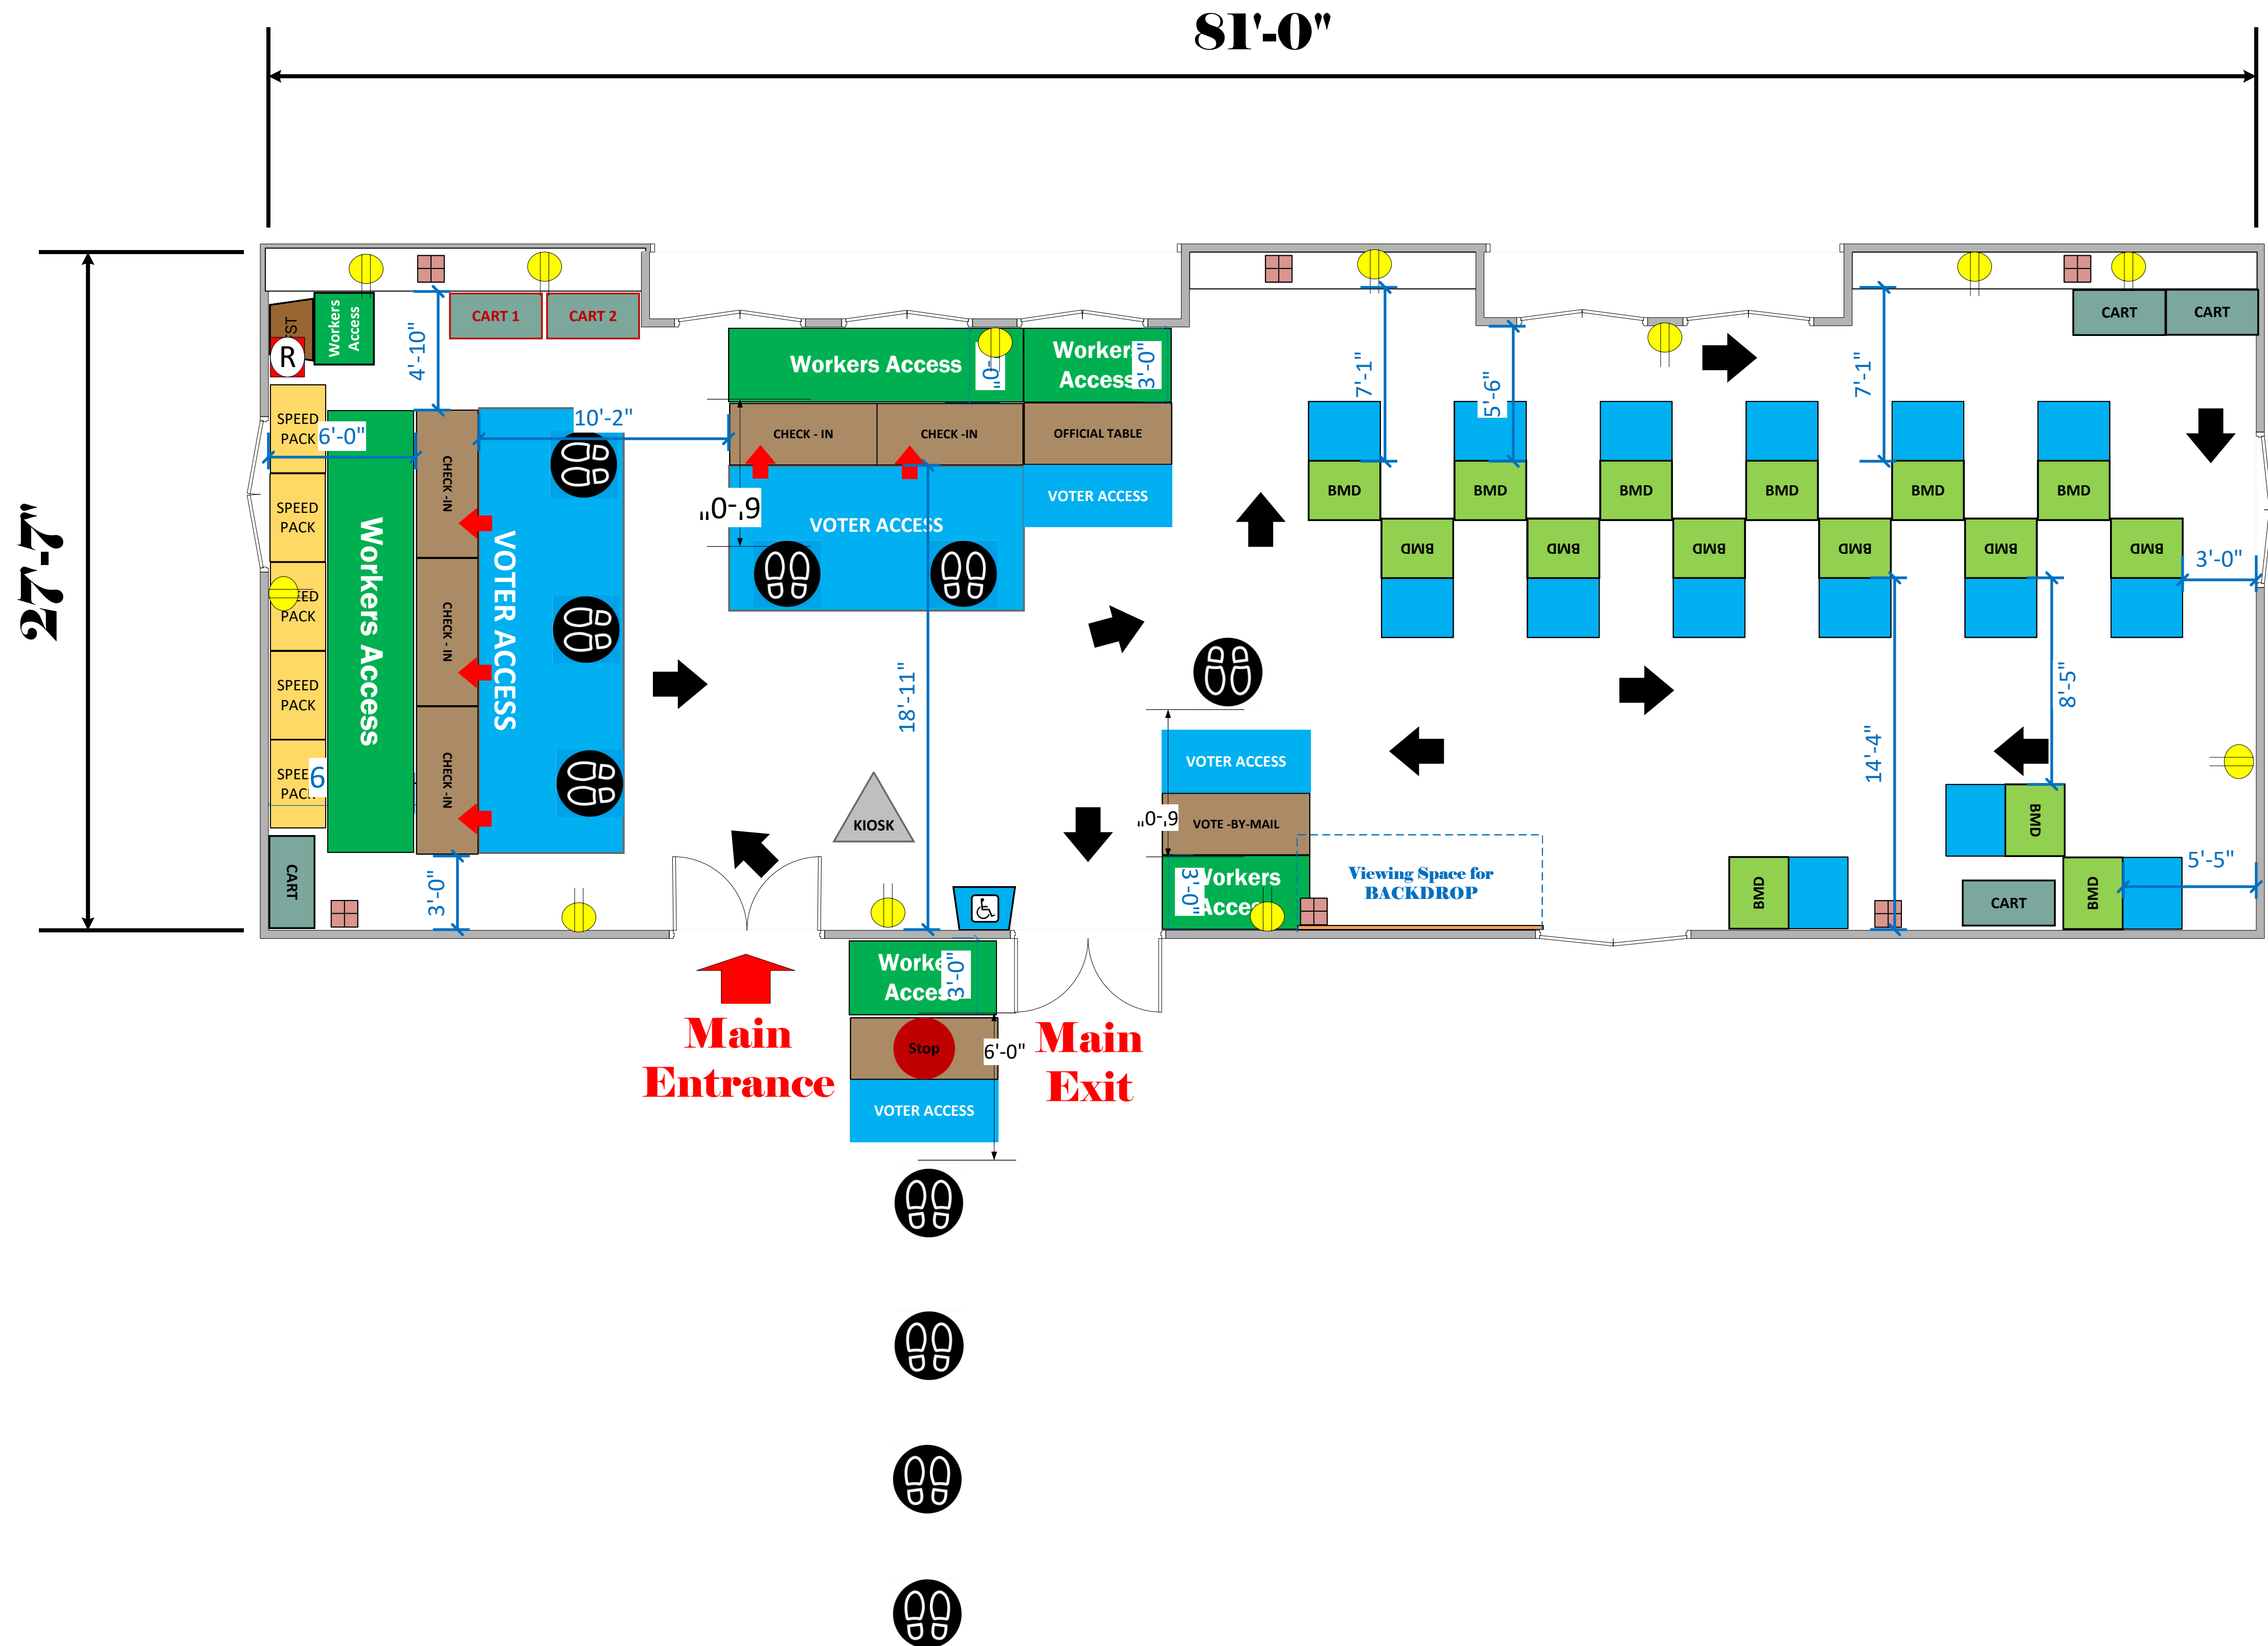 81'-0"
27'-7"
Workers
Access
R
4'-10"
CART 1
CART 2
Workers Access
3'-0"
7'-1"
5'-6"
7'-1"
CART
CART
SPEED
PACK
6'-0"
CHECK -IN
10'-2"
CHECK - IN
CHECK -IN
OFFICIAL TABLE
VOTER ACCESS
6'-0"
VOTER ACCESS
BMD
BMD
BMD
BMD
BMD
BMD
BMD
BMD
BMD
BMD
BMD
BMD
3'-0"
SPEED
PACK
Workers Access
VOTER ACCESS
PACK
CHECK - IN
SPEED
PACK
18'-11"
14'-4"
8'-5"
6
CHECK -IN
KIOSK
VOTER ACCESS
6'-0"
VOTE -BY-MAIL
Workers
3'-0"
Viewing Space for
BACKDROP
BMD
BMD
5'-5"
BMD
CART
CART
3'-0"
3'-0"
Main
Entrance
Stop
6'-0"
VOTER ACCESS
Main
Exit